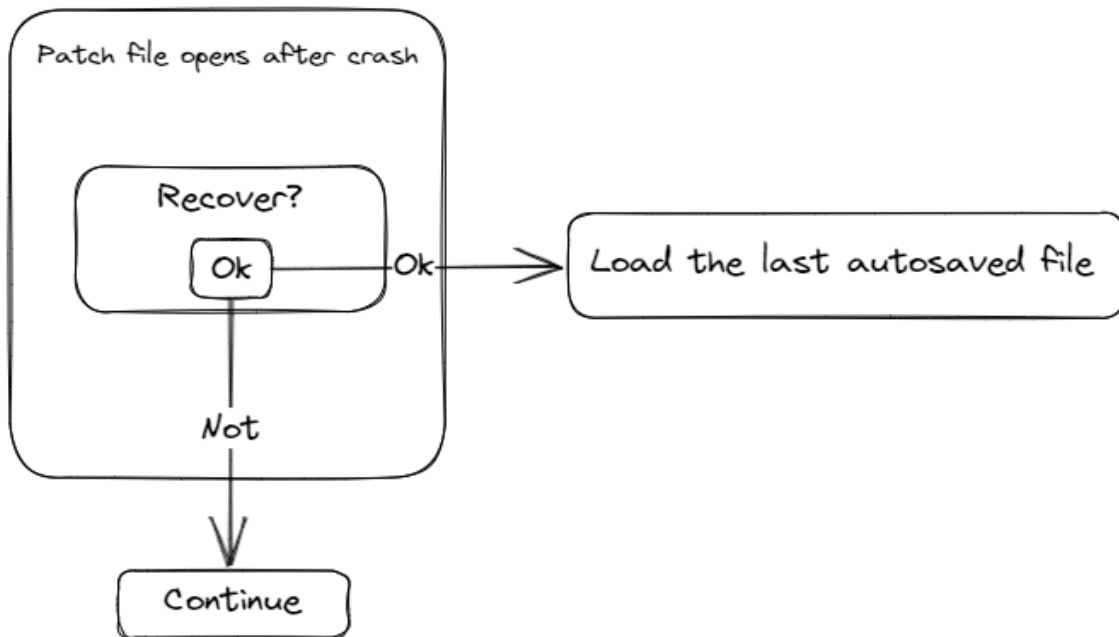 Patch file opens after crash
Recover?
Ok
Ok
Load the last autosaved file
Not
Continue